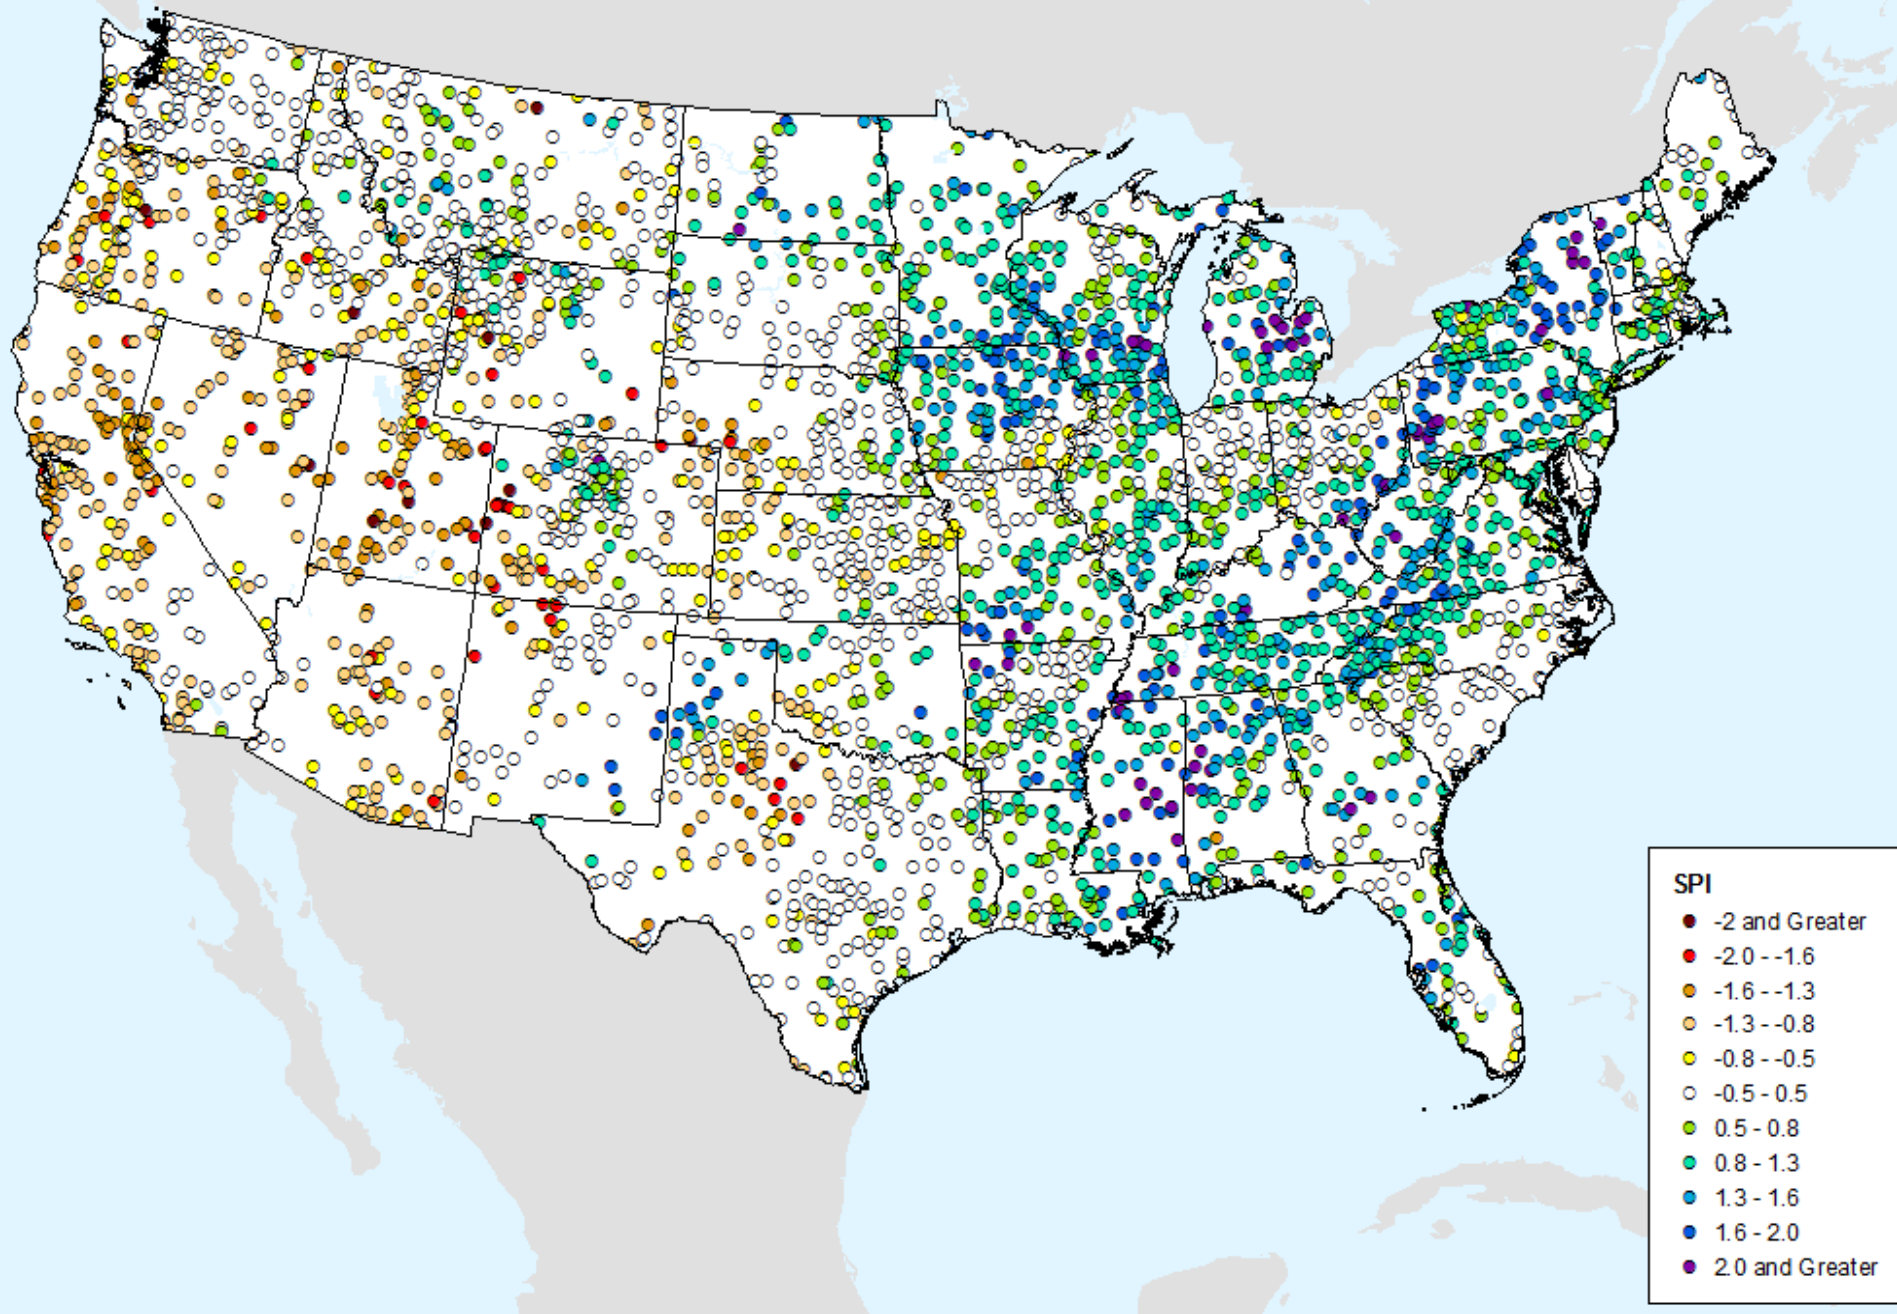 SPI
-2 and Greater
-2.0 - -1.6
-1.6 - -1.3
-1.3 - -0.8
-0.8 - -0.5
-0.5 - 0.5
0.5 - 0.8
0.8 - 1.3
1.3 - 1.6
1.6 - 2.0
2.0 and Greater